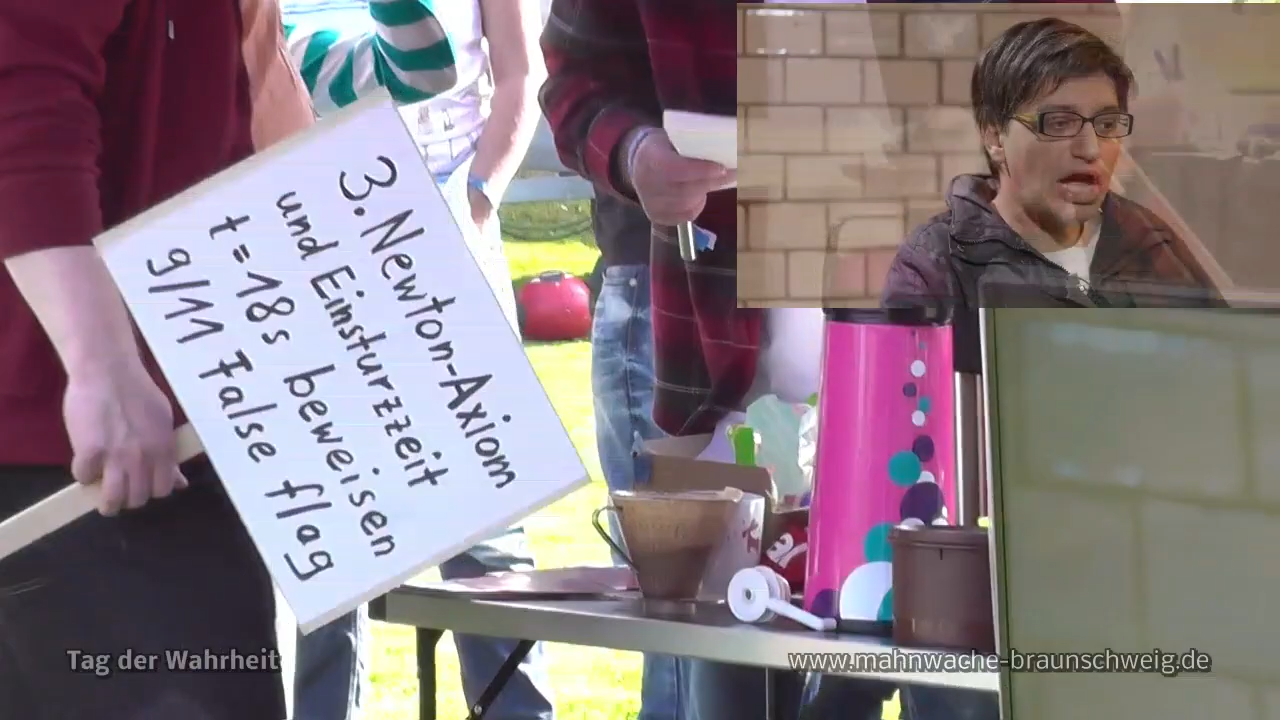 3. Newton-Axiom
und Einsturzzeit
t=18s beweisen
9/11 False flag
Tag der Wahrheit
www.mahnwache-braunschweig.de